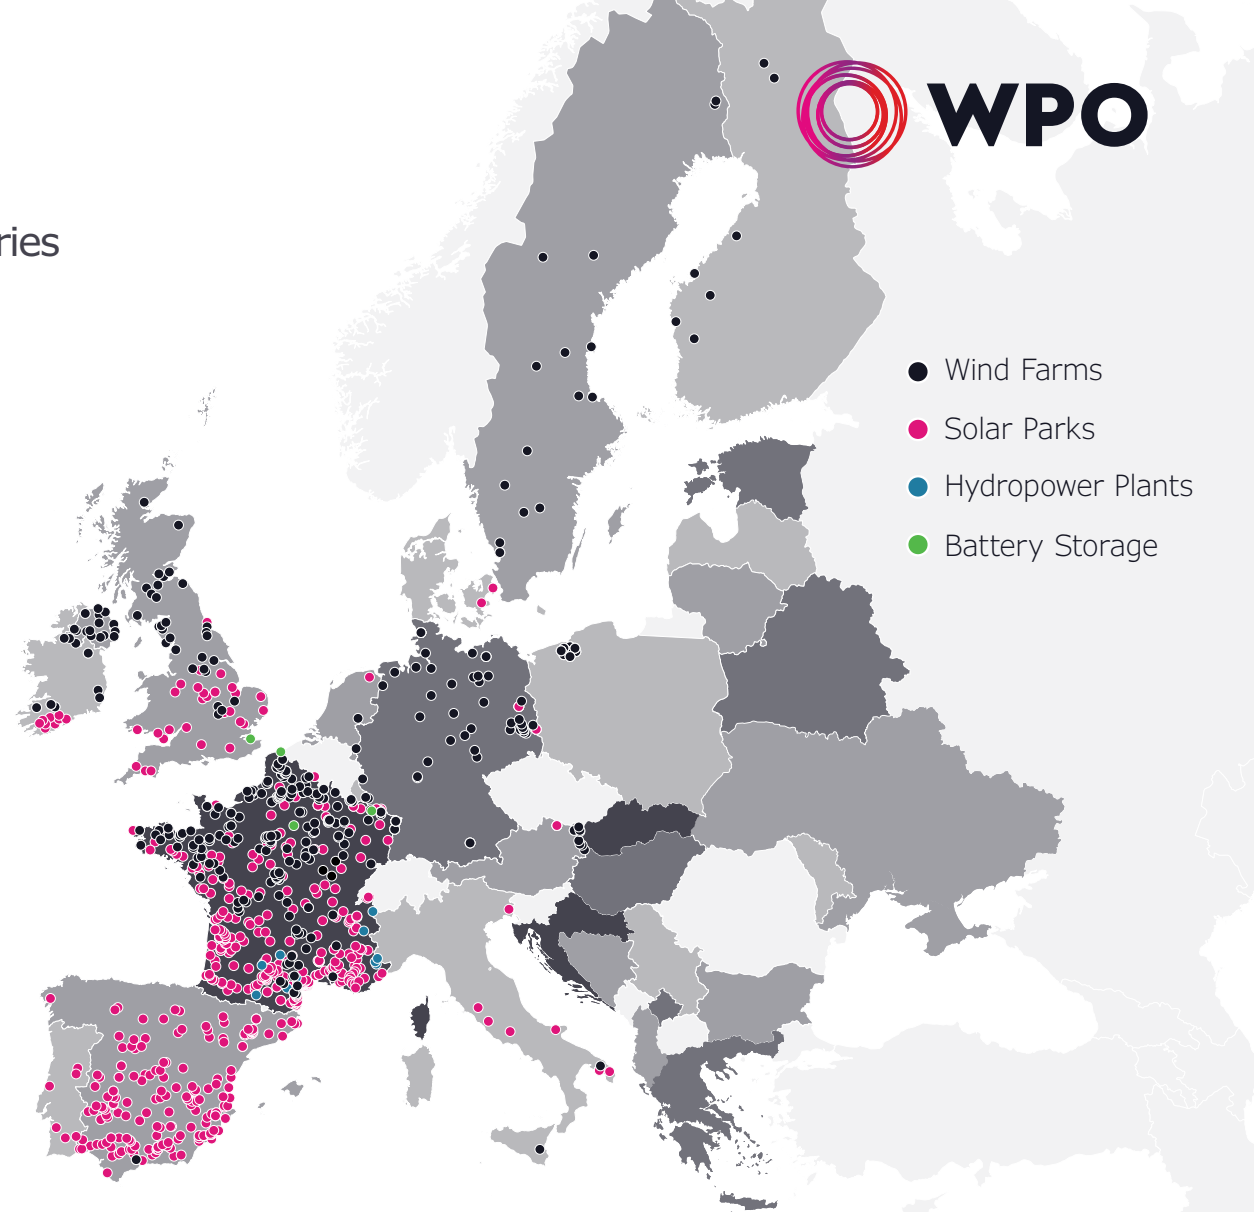 WPO
ries
Wind Farms
Solar Parks
Hydropower Plants
Battery Storage